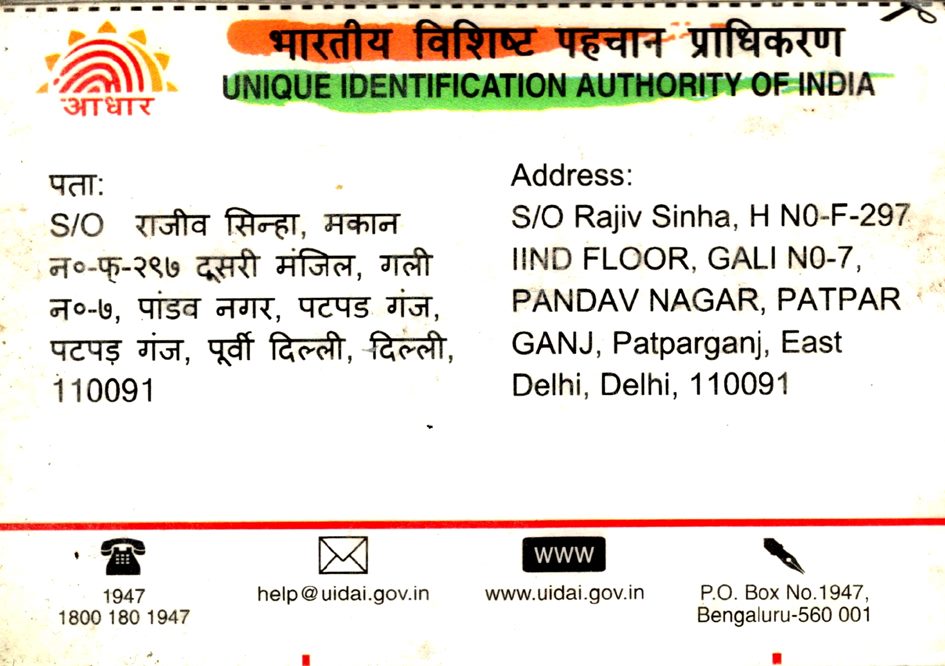 भारतीय विशिष्ट पहचान प्राधिकरण
UNIQUE IDENTIFICATION AUTHORITY OF INDIA
आधार
पता:
S/O राजीव सिन्हा, मकान
न०-फ्-२९७ दूसरी मंजिल, गली
न०-७, पांडव नगर, पटपड गंज,
पटपड़ गंज, पूर्वी दिल्ली, दिल्ली,
110091
Address:
S/O Rajiv Sinha, H N0-F-297
IIND FLOOR, GALI N0-7,
PANDAV NAGAR, PATPAR
GANJ, Patparganj, East
Delhi, Delhi, 110091
1947
1800 180 1947
help@uidai.gov.in
WWW
www.uidai.gov.in
P.O. Box No.1947,
Bengaluru-560 001